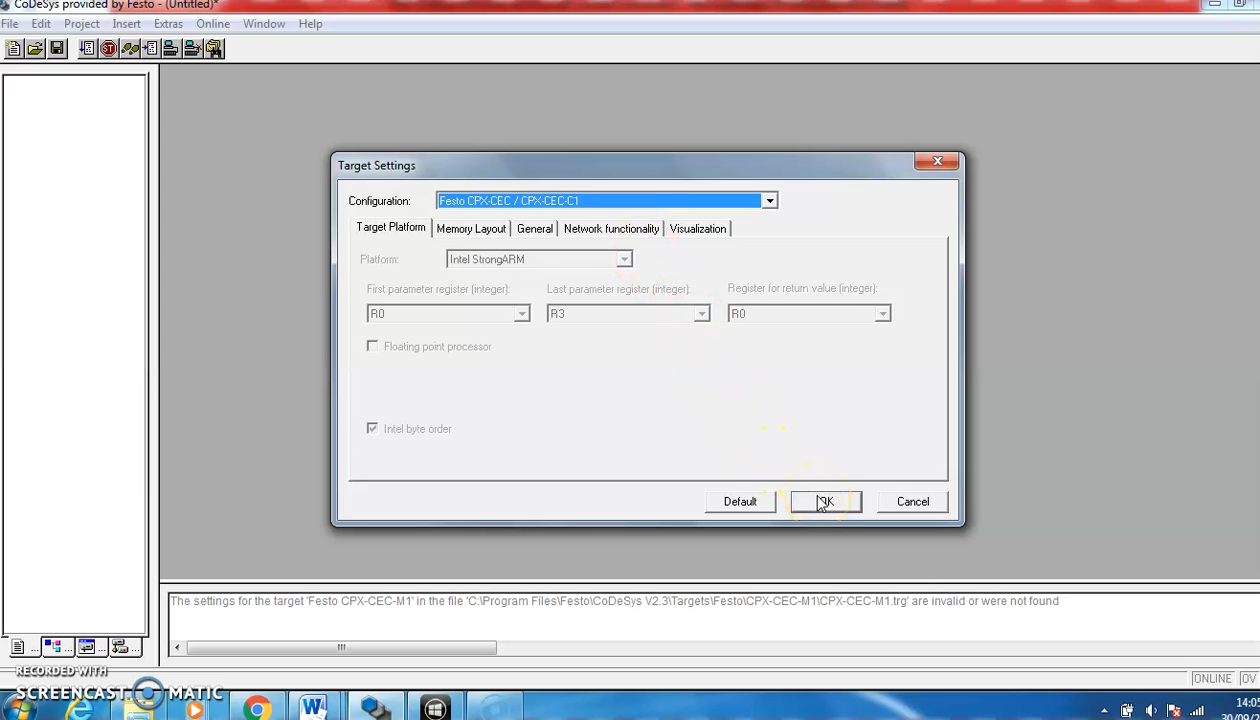 CoDeSys provided by Festo - (Untitled)*
File Edit Project Insert Extras Online Window Help
Target Settings
Configuration: Festo CPX-CEC / CPX-CEC-C1
Target Platform Memory Layout General Network functionality Visualization
Platform: Intel StrongARM
First parameter register (integer): Last parameter register (integer): Register for return value (integer):
R0 R3 R0
Floating point processor
Intel byte order
Default OK Cancel
The settings for the target 'Festo CPX-CEC-M1' in the file 'C:\Program Files\Festo\CoDeSys V2.3\Targets\Festo\CPX-CEC-M1\CPX-CEC-M1.trg' are invalid or were not found
RECORDED WITH
SCREENCAST MATIC
ONLINE OV
14:05